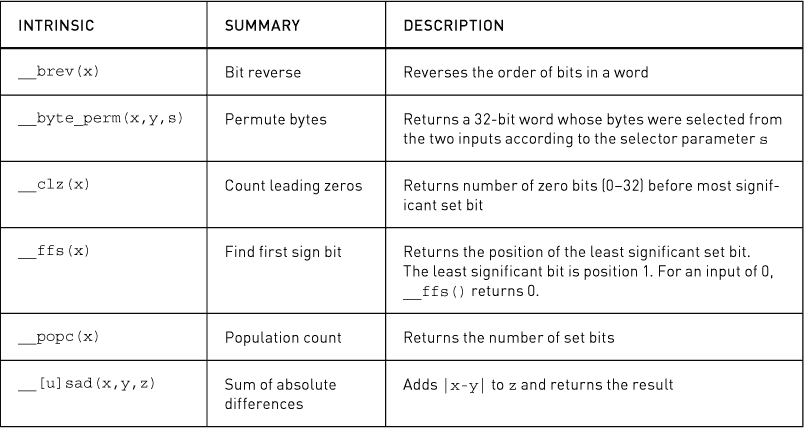 INTRINSIC SUMMARY DESCRIPTION
__brev(x) Bit reverse Reverses the order of bits in a word
__byte_perm(x,y,s) Permute bytes Returns a 32-bit word whose bytes were selected from
the two inputs according to the selector parameter s
__clz(x) Count leading zeros Returns number of zero bits (0–32) before most signif-
icant set bit
__ffs(x) Find first sign bit Returns the position of the least significant set bit.
The least significant bit is position 1. For an input of 0,
__ffs() returns 0.
__popc(x) Population count Returns the number of set bits
__[u]sad(x,y,z) Sum of absolute Adds |x-y| to z and returns the result
differences